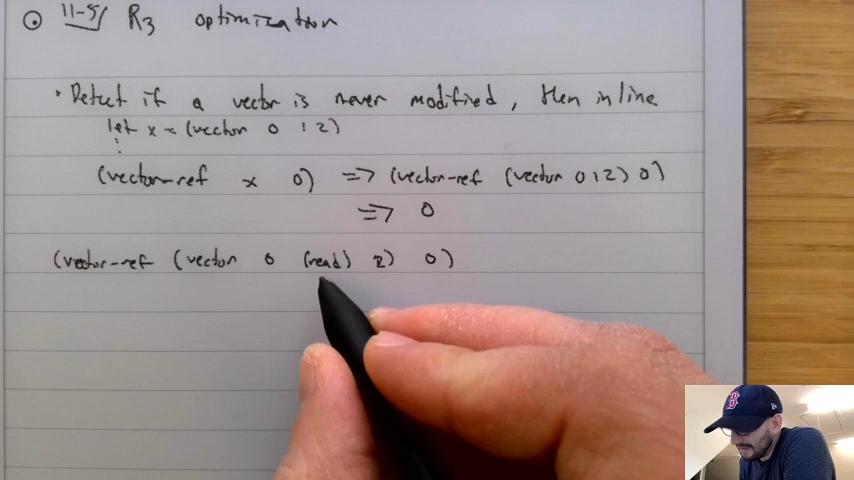 ⊙ 11-5/ R3 optimization
· Detect if a vector is never modified, then inline
let x = (vector 0 1 2)
⋮
(vector-ref x 0) => (vector-ref (vector 0 1 2) 0)
=> 0
(vector-ref (vector 0 (read) 2) 0)
B